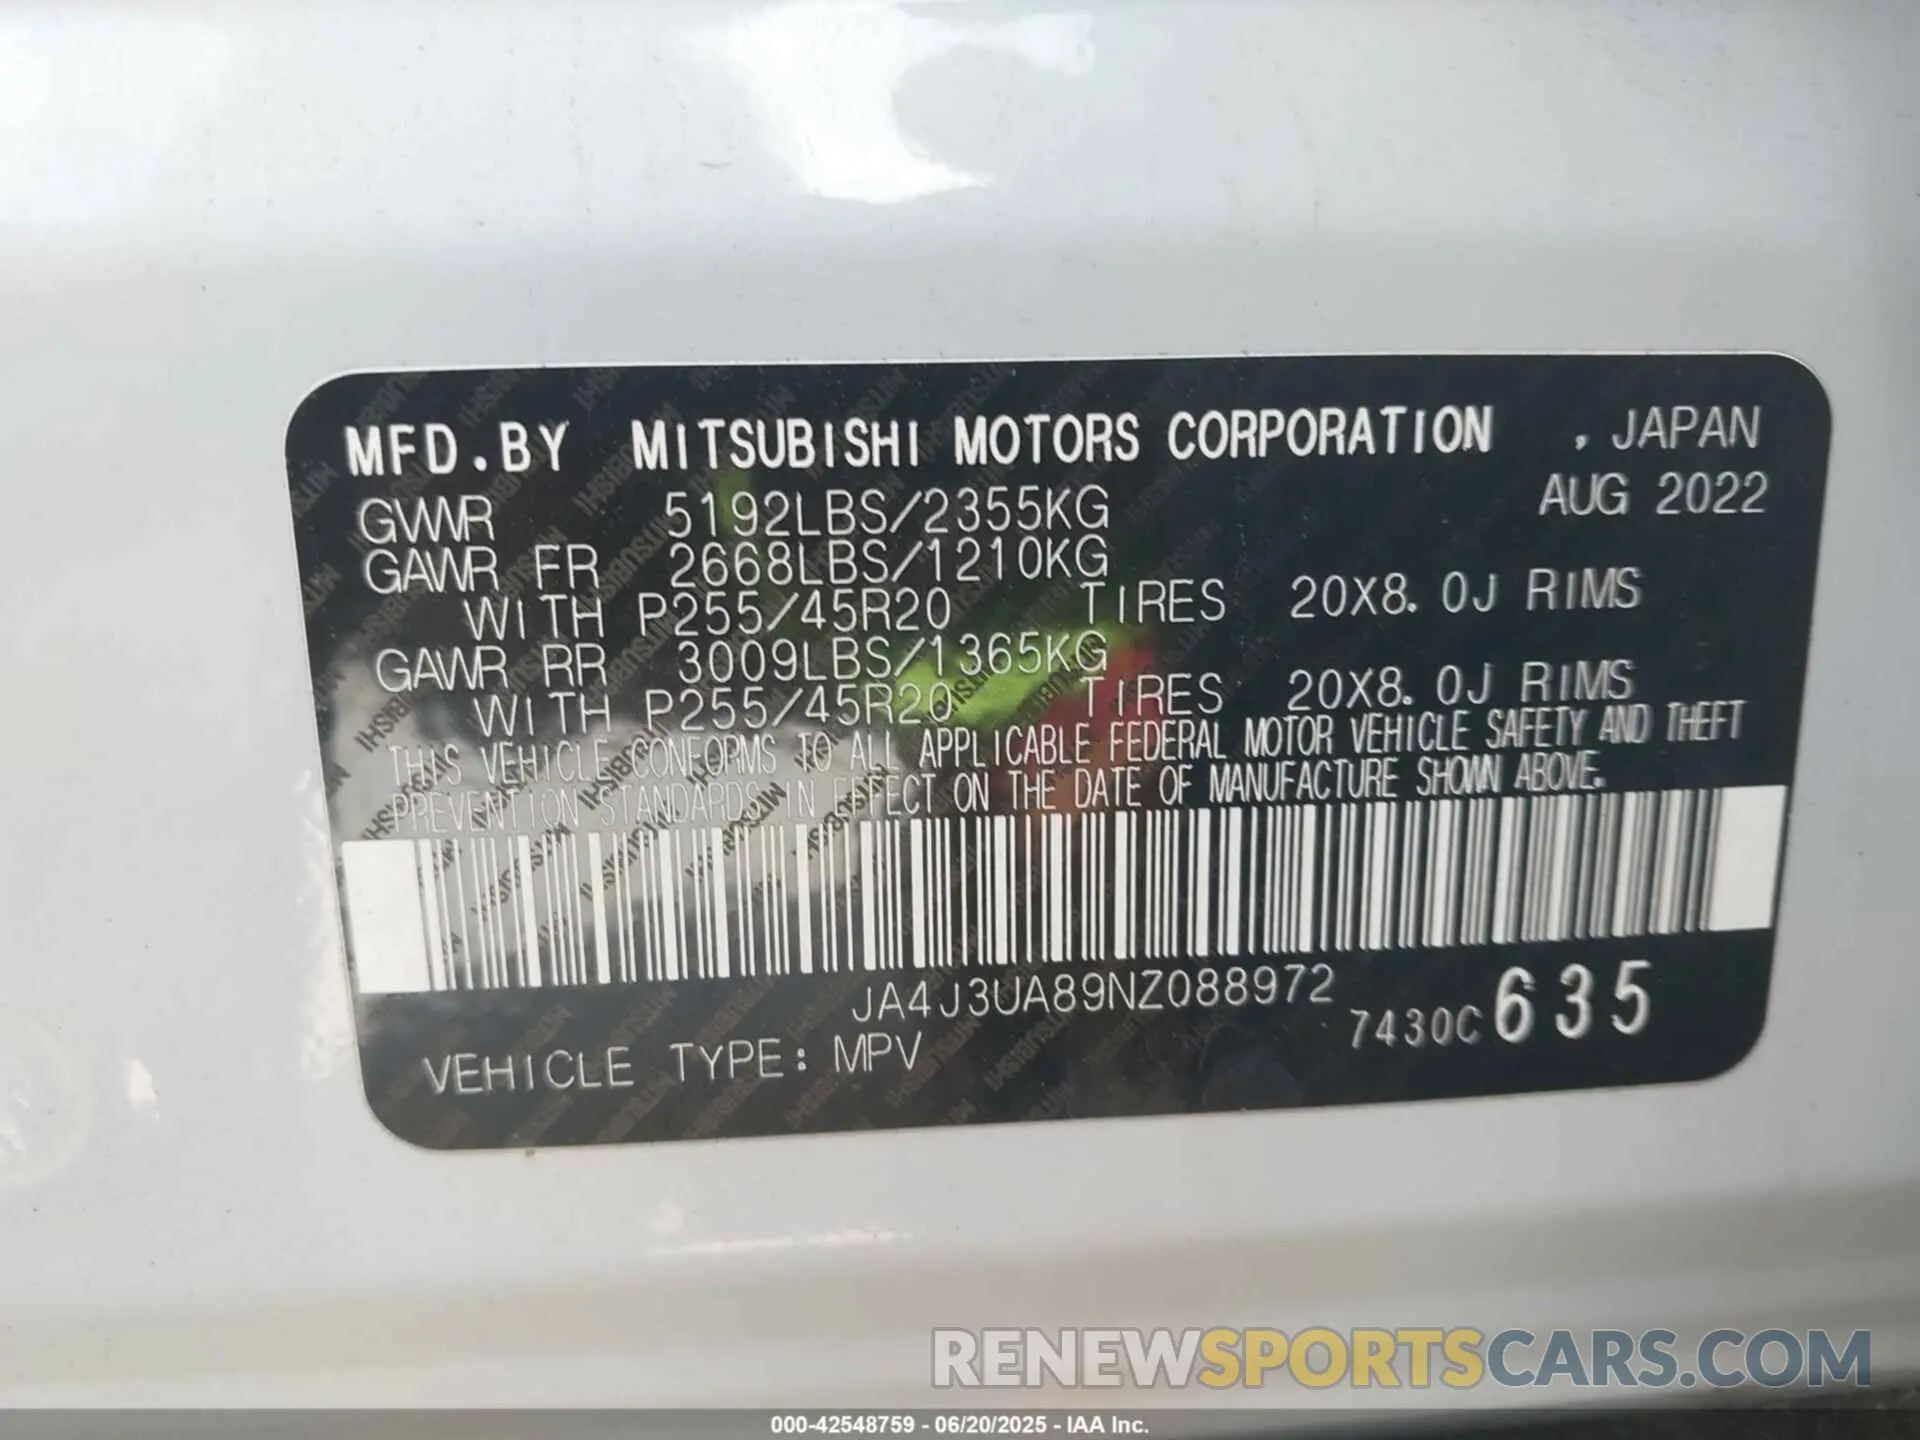 MFD.BY MITSUBISHI MOTORS CORPORATION , JAPAN
GVWR 5192LBS/2355KG AUG 2022
GAWR FR 2668LBS/1210KG
WITH P255/45R20 TIRES 20X8.0J RIMS
GAWR RR 3009LBS/1365KG
WITH P255/45R20 TIRES 20X8.0J RIMS
THIS VEHICLE CONFORMS TO ALL APPLICABLE FEDERAL MOTOR VEHICLE SAFETY AND THEFT
PREVENTION STANDARDS IN EFFECT ON THE DATE OF MANUFACTURE SHOWN ABOVE.
JA4J3UA89NZ088972
7430C 635
VEHICLE TYPE: MPV
RENEWSPORTSCARS.COM
000-42548759 - 06/20/2025 - IAA Inc.